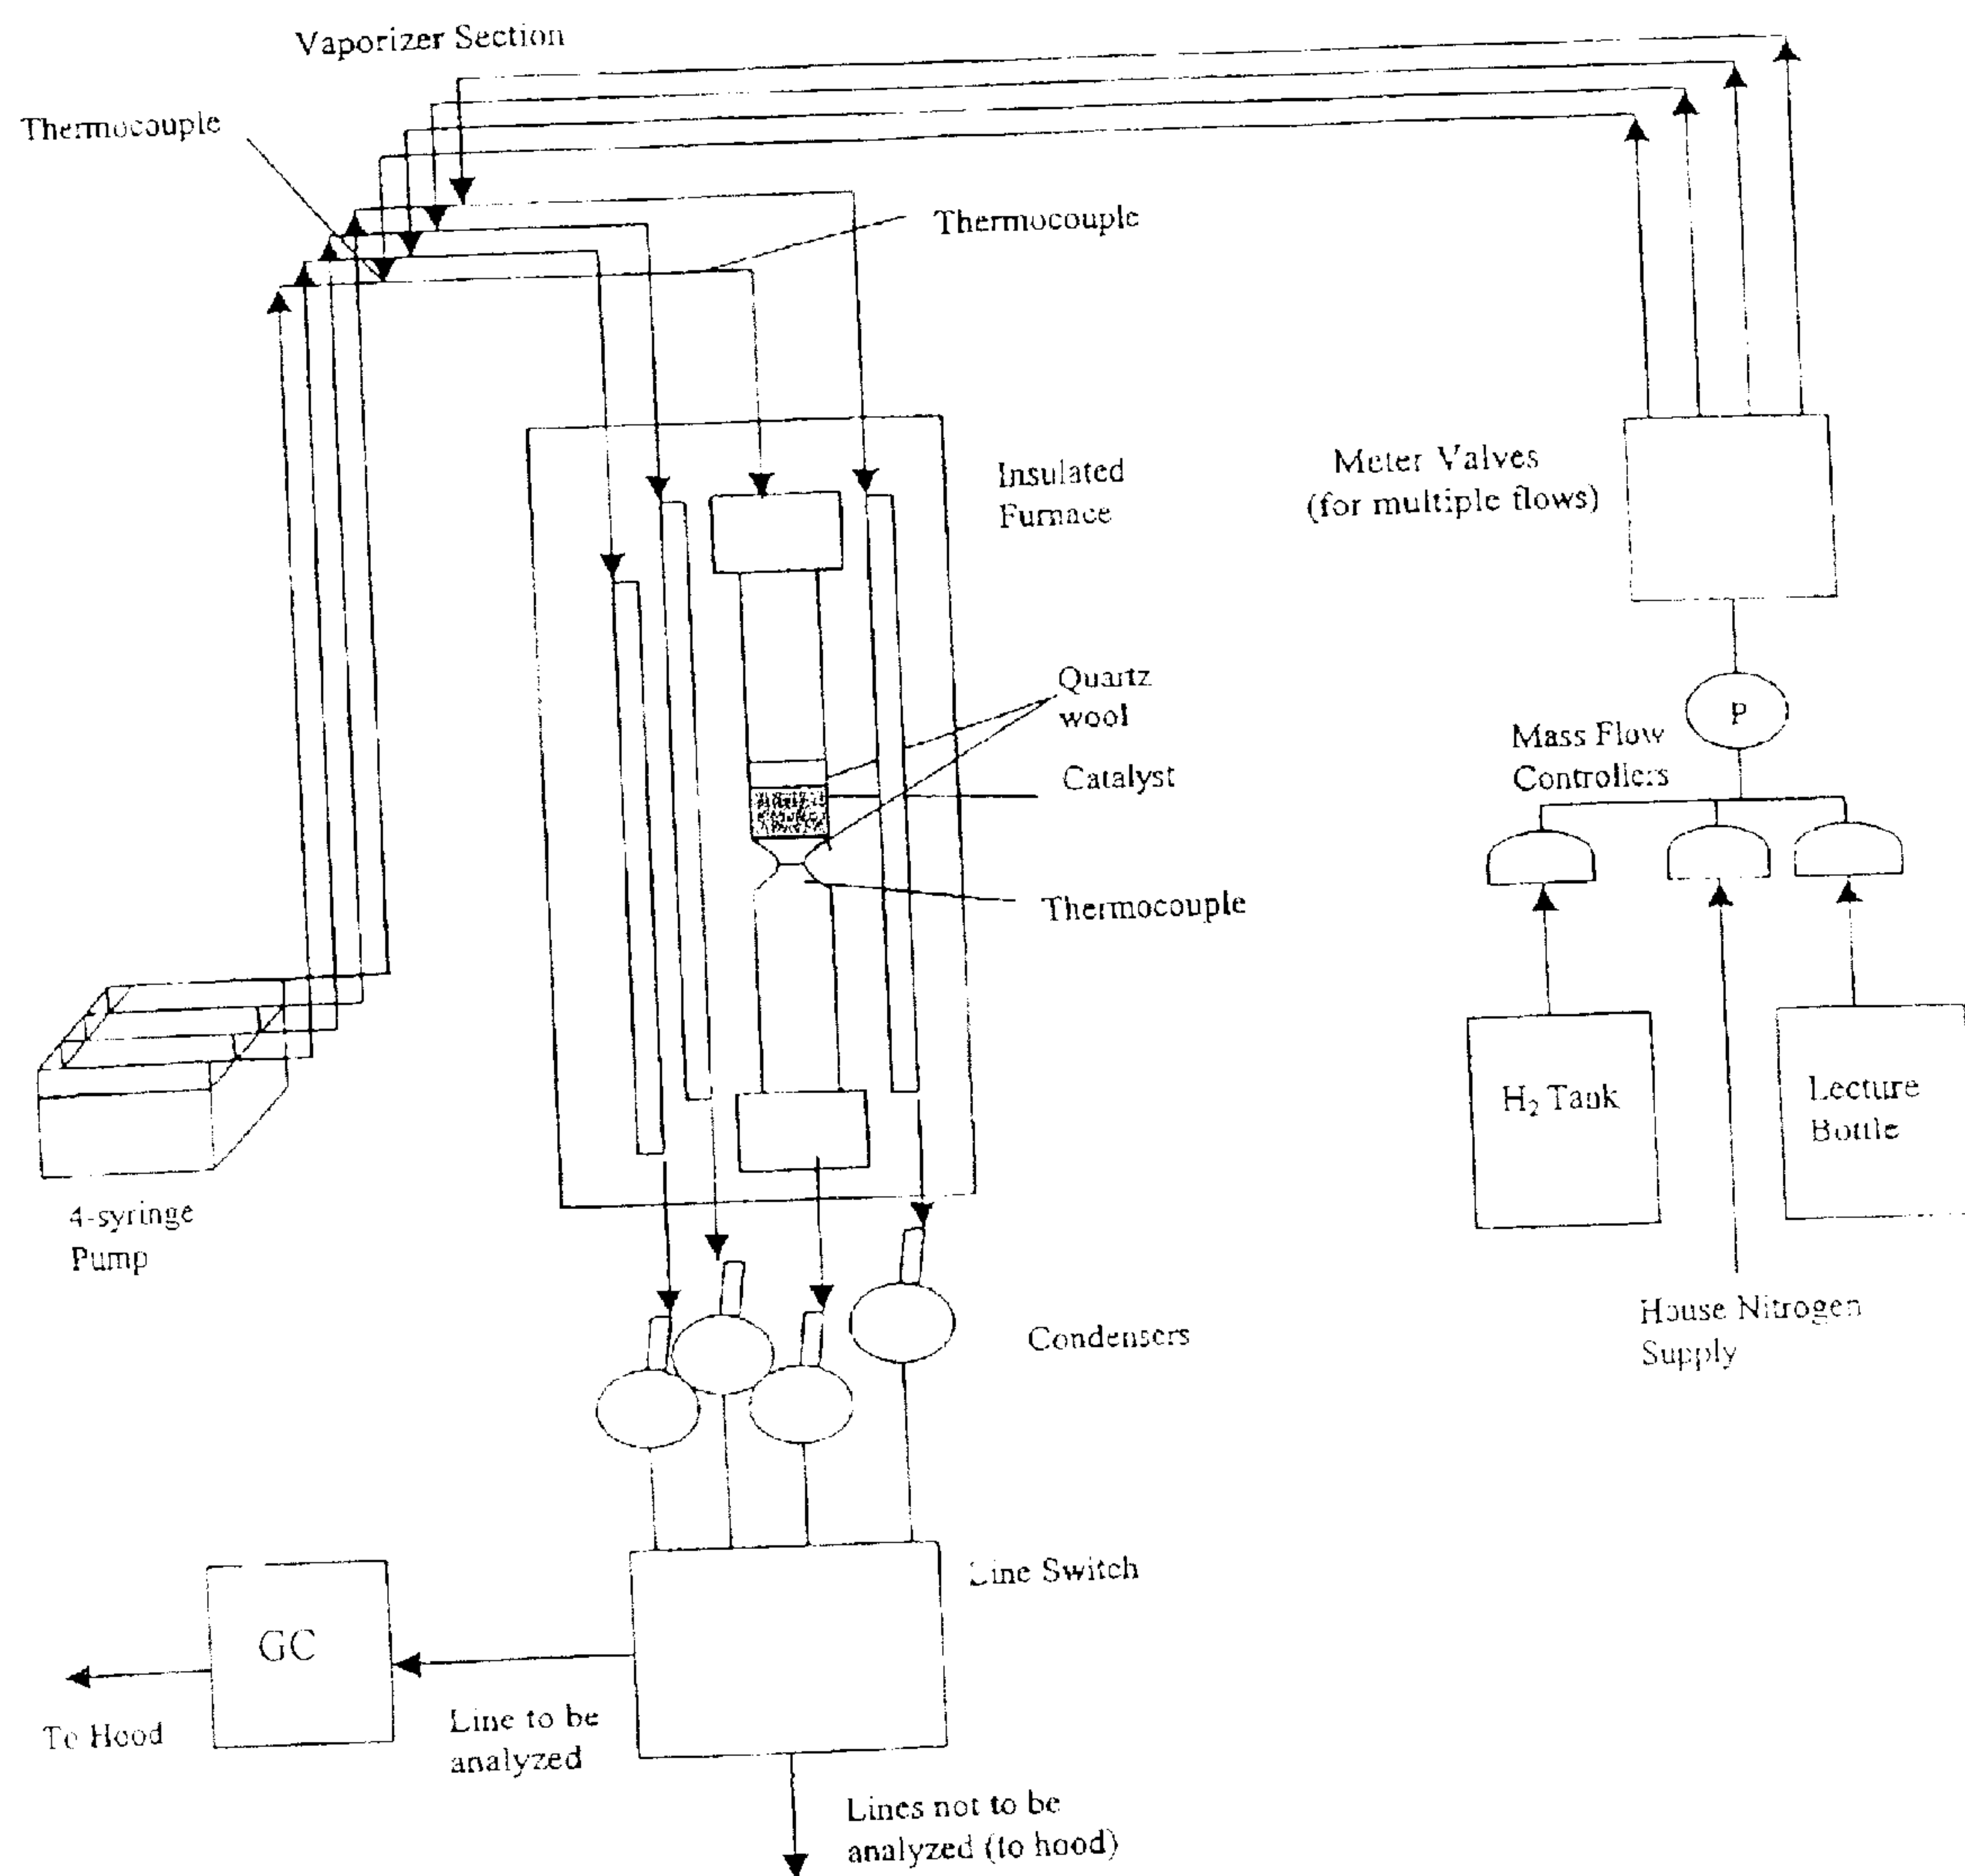 Vaporizer Section
Thermocouple
Thermocouple
Insulated
Furnace
Meter Valves
(for multiple flows)
Quartz
wool
P
Mass Flow
Controllers
Catalyst
Thermocouple
H₂ Tank
Lecture
Bottle
4-syringe
Pump
House Nitrogen
Supply
Condensers
Line Switch
GC
To Hood
Line to be
analyzed
Lines not to be
analyzed (to hood)